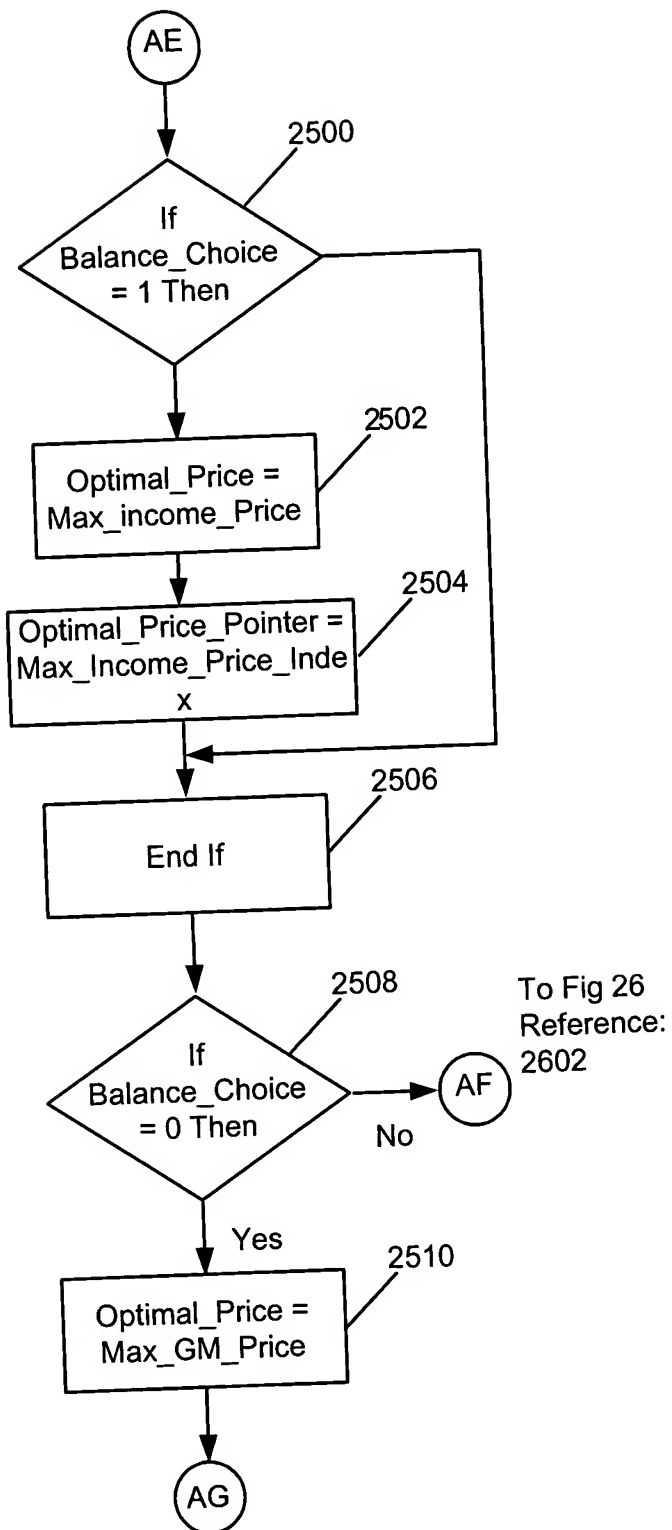 AE
2500
If
Balance_Choice
= 1 Then
2502
Optimal_Price =
Max_income_Price
2504
Optimal_Price_Pointer =
Max_Income_Price_Inde
x
2506
End If
2508
If
Balance_Choice
= 0 Then
To Fig 26
Reference:
2602
AF
No
Yes
2510
Optimal_Price =
Max_GM_Price
AG